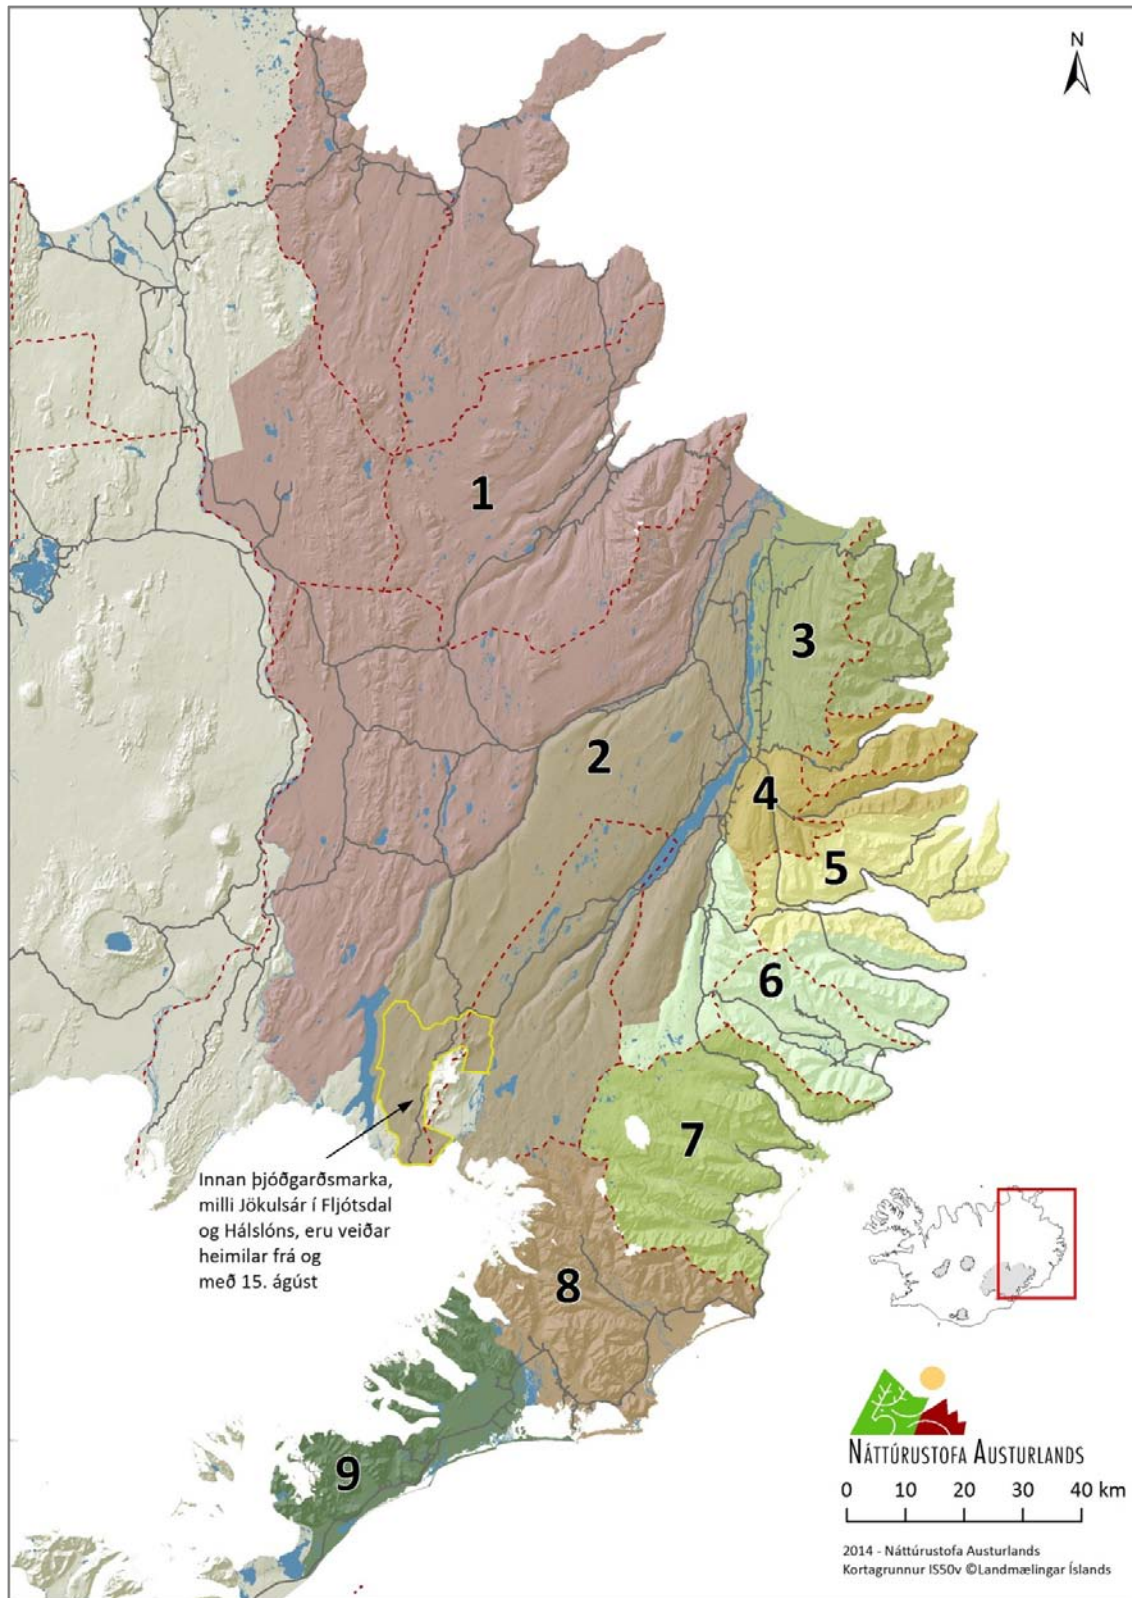 N
1
2
3
4
5
6
7
8
9
Innan þjóðgarðsmarka,
milli Jökulsár í Fljótsdal
og Hálslóns, eru veiðar
heimilar frá og
með 15. ágúst
NÁTTÚRUSTOFA AUSTURLANDS
0 10 20 30 40 km
2014 - Náttúrustofa Austurlands
Kortagrunnur IS50v ©Landmælingar Íslands